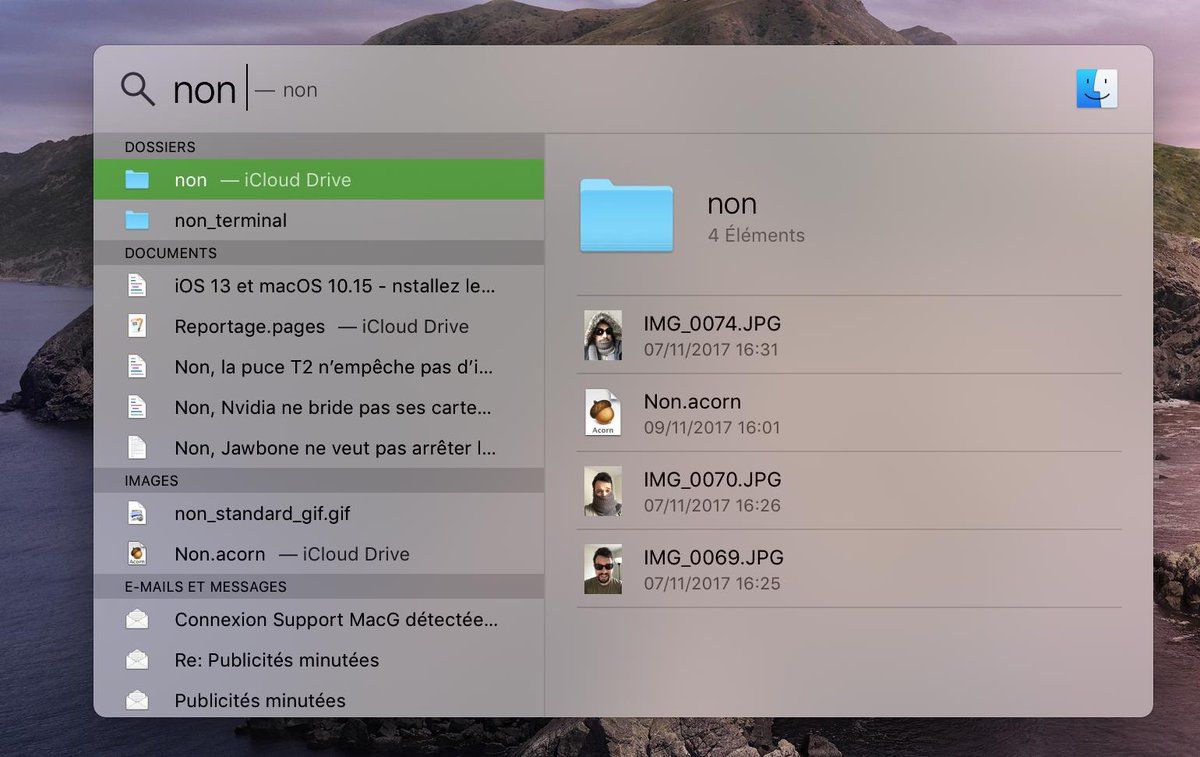 non — non
DOSSIERS
non — iCloud Drive
non_terminal
DOCUMENTS
iOS 13 et macOS 10.15 - nstallez le...
Reportage.pages — iCloud Drive
Non, la puce T2 n’empêche pas d’i...
Non, Nvidia ne bride pas ses carte...
Non, Jawbone ne veut pas arrêter l...
IMAGES
non_standard_gif.gif
Non.acorn — iCloud Drive
E-MAILS ET MESSAGES
Connexion Support MacG détectée...
Re: Publicités minutées
Publicités minutées
non
4 Éléments
IMG_0074.JPG
07/11/2017 16:31
Acorn
Non.acorn
09/11/2017 16:01
IMG_0070.JPG
07/11/2017 16:26
IMG_0069.JPG
07/11/2017 16:25